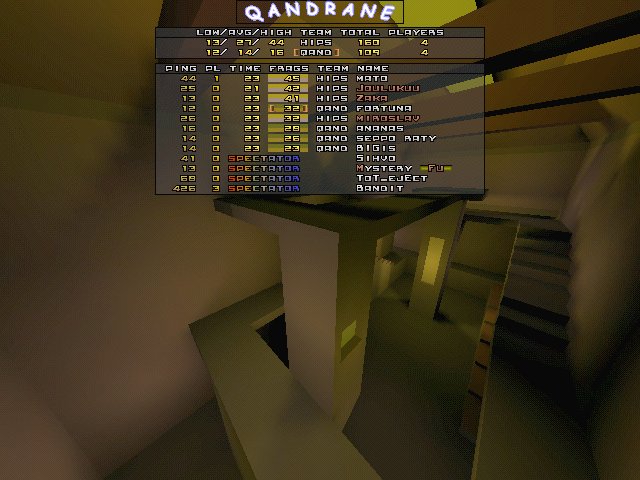 QANDRANE
LOW/AVG/HIGH TEAM TOTAL PLAYERS
13/ 27/ 44 HIPS 160 4
12/ 14/ 16 [QAND] 109 4
PING PL TIME FRAGS TEAM NAME
44 1 23 45 HIPS MATO
25 0 21 42 HIPS JOULUKUU
13 0 23 41 HIPS ZAKA
12 0 23 [ 32 ] QAND FORTUNA
26 0 23 32 HIPS MIROSLAV
16 0 23 28 QAND ANANAS
14 0 23 26 QAND SEPPO RATY
14 0 23 23 QAND BIGIS
41 0 SPECTATOR SIHVO
13 0 SPECTATOR MYSTERY =FU=
69 0 SPECTATOR TOT_EJECT
426 3 SPECTATOR BANDIT